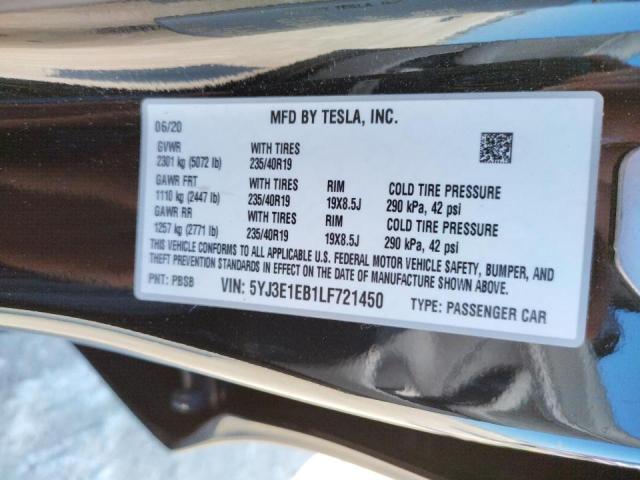 MFD BY TESLA, INC.
06/20
GVWR WITH TIRES
2301 kg (5072 lb) 235/40R19
GAWR FRT WITH TIRES RIM COLD TIRE PRESSURE
1110 kg (2447 lb) 235/40R19 19X8.5J 290 kPa, 42 psi
GAWR RR WITH TIRES RIM COLD TIRE PRESSURE
1257 kg (2771 lb) 235/40R19 19X8.5J 290 kPa, 42 psi
THIS VEHICLE CONFORMS TO ALL APPLICABLE U.S. FEDERAL MOTOR VEHICLE SAFETY, BUMPER, AND
THEFT PREVENTION STANDARDS IN EFFECT ON THE DATE OF MANUFACTURE SHOWN ABOVE.
PNT: PBSB VIN: 5YJ3E1EB1LF721450 TYPE: PASSENGER CAR